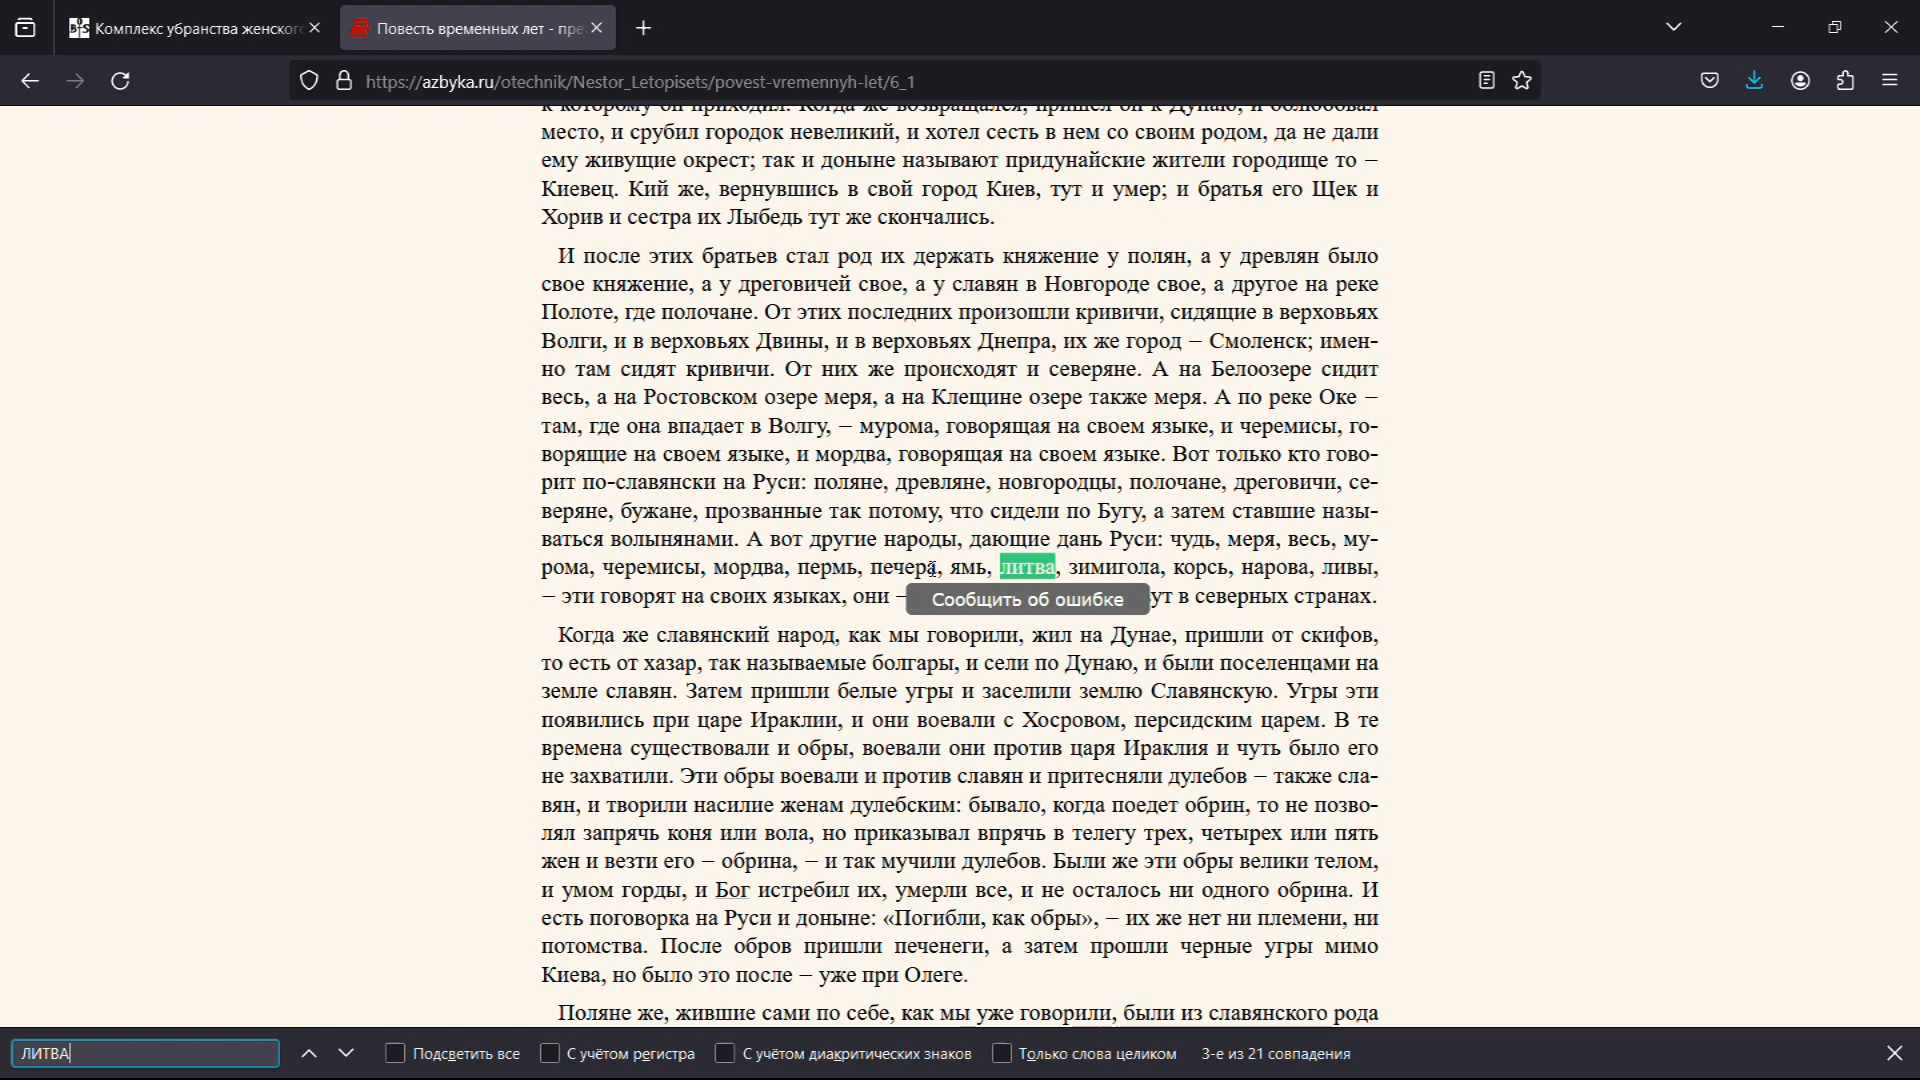 Комплекс убранства женског
Повесть временных лет - пре
https://azbyka.ru/otechnik/Nestor_Letopisets/povest-vremennyh-let/6_1
к которому он приходил. Когда же возвращался, пришел он к Дунаю, и облюбовал
место, и срубил городок невеликий, и хотел сесть в нем со своим родом, да не дали
ему живущие окрест; так и доныне называют придунайские жители городище то –
Киевец. Кий же, вернувшись в свой город Киев, тут и умер; и братья его Щек и
Хорив и сестра их Лыбедь тут же скончались.
И после этих братьев стал род их держать княжение у полян, а у древлян было
свое княжение, а у дреговичей свое, а у славян в Новгороде свое, а другое на реке
Полоте, где полочане. От этих последних произошли кривичи, сидящие в верховьях
Волги, и в верховьях Двины, и в верховьях Днепра, их же город – Смоленск; имен-
но там сидят кривичи. От них же происходят и северяне. А на Белоозере сидит
весь, а на Ростовском озере меря, а на Клещине озере также меря. А по реке Оке –
там, где она впадает в Волгу, – мурома, говорящая на своем языке, и черемисы, го-
ворящие на своем языке, и мордва, говорящая на своем языке. Вот только кто гово-
рит по-славянски на Руси: поляне, древляне, новгородцы, полочане, дреговичи, се-
веряне, бужане, прозванные так потому, что сидели по Бугу, а затем ставшие назы-
ваться волынянами. А вот другие народы, дающие дань Руси: чудь, меря, весь, му-
рома, черемисы, мордва, пермь, печера, ямь, литва, зимигола, корсь, нарова, ливы,
– эти говорят на своих языках, они – Сообщить об ошибке ут в северных странах.
Когда же славянский народ, как мы говорили, жил на Дунае, пришли от скифов,
то есть от хазар, так называемые болгары, и сели по Дунаю, и были поселенцами на
земле славян. Затем пришли белые угры и заселили землю Славянскую. Угры эти
появились при царе Ираклии, и они воевали с Хосровом, персидским царем. В те
времена существовали и обры, воевали они против царя Ираклия и чуть было его
не захватили. Эти обры воевали и против славян и притесняли дулебов – также сла-
вян, и творили насилие женам дулебским: бывало, когда поедет обрин, то не позво-
лял запрячь коня или вола, но приказывал впрячь в телегу трех, четырех или пять
жен и везти его – обрина, – и так мучили дулебов. Были же эти обры велики телом,
и умом горды, и Бог истребил их, умерли все, и не осталось ни одного обрина. И
есть поговорка на Руси и доныне: «Погибли, как обры», – их же нет ни племени, ни
потомства. После обров пришли печенеги, а затем прошли черные угры мимо
Киева, но было это после – уже при Олеге.
Поляне же, жившие сами по себе, как мы уже говорили, были из славянского рода
ЛИТВА
Подсветить все
С учётом регистра
С учётом диакритических знаков
Только слова целиком
3-е из 21 совпадения